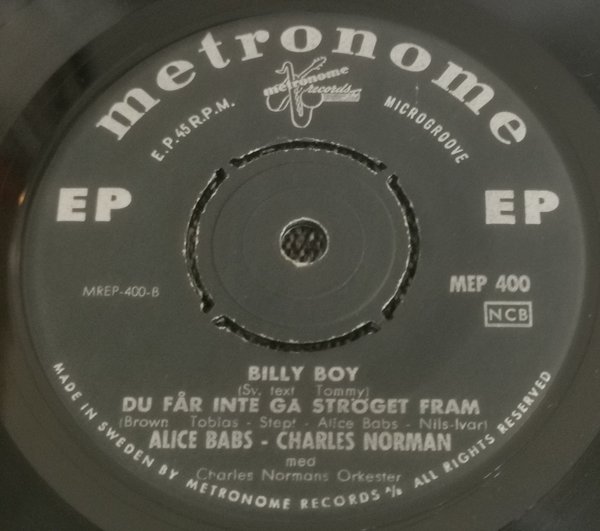 metronome
metronome
records
E.P. 45 R.P.M.
MICROGROOVE
EP
EP
MREP-400-B
MEP 400
NCB
BILLY BOY
(Sv. text Tommy)
DU FÅR INTE GA STRÖGET FRAM
(Brown Tobias - Stept - Alice Babs - Nils-Ivar)
ALICE BABS - CHARLES NORMAN
med
Charles Normans Orkester
MADE IN SWEDEN BY METRONOME RECORDS A/B ALL RIGHTS RESERVED